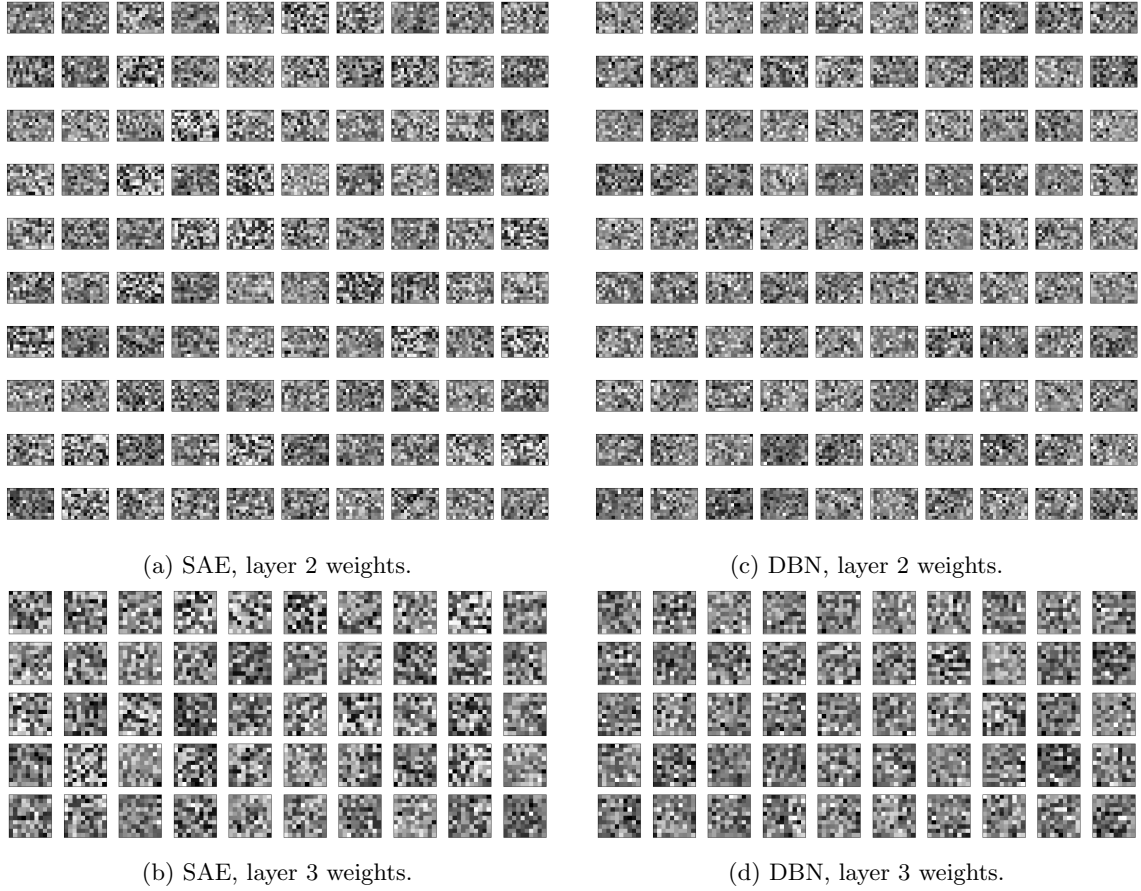 (a) SAE, layer 2 weights.
(c) DBN, layer 2 weights.
(b) SAE, layer 3 weights.
(d) DBN, layer 3 weights.